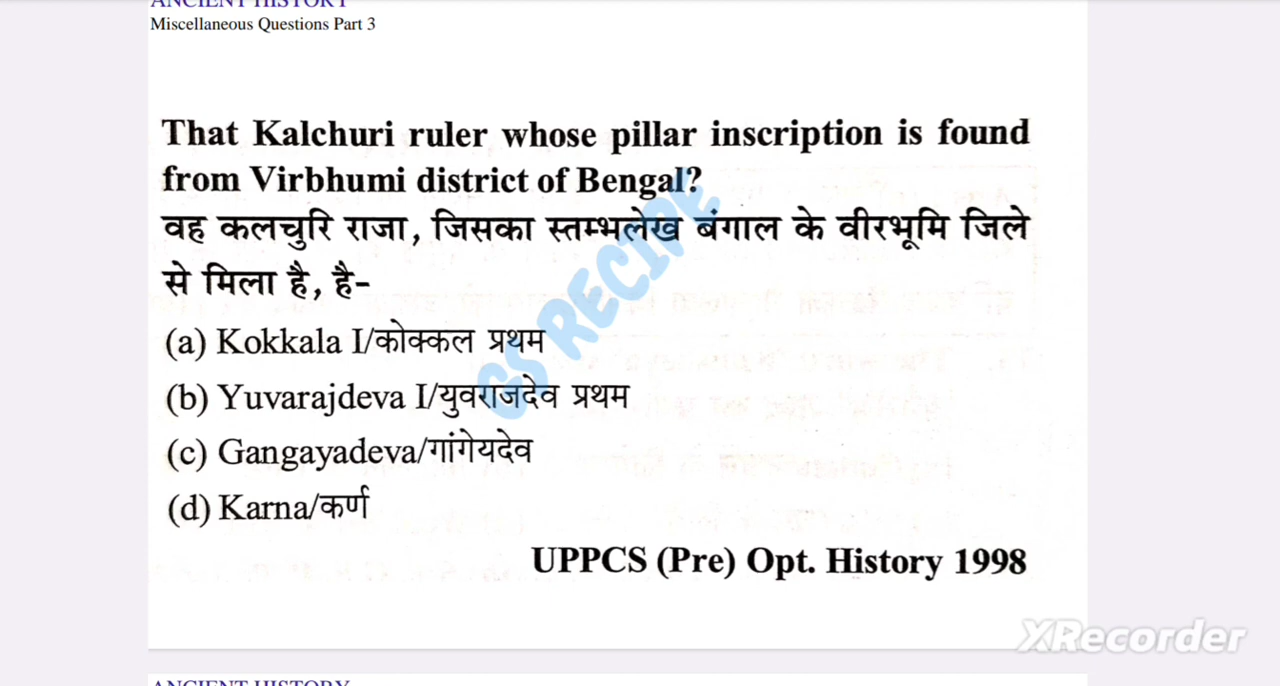 ANCIENT HISTORY
Miscellaneous Questions Part 3
That Kalchuri ruler whose pillar inscription is found
from Virbhumi district of Bengal?
वह कलचुरि राजा, जिसका स्तम्भलेख बंगाल के वीरभूमि जिले
से मिला है, है-
(a) Kokkala I/कोक्कल प्रथम
(b) Yuvarajdeva I/युवराजदेव प्रथम
(c) Gangayadeva/गांगेयदेव
(d) Karna/कर्ण
UPPCS (Pre) Opt. History 1998
GS RECIPE
XRecorder
ANCIENT HISTORY